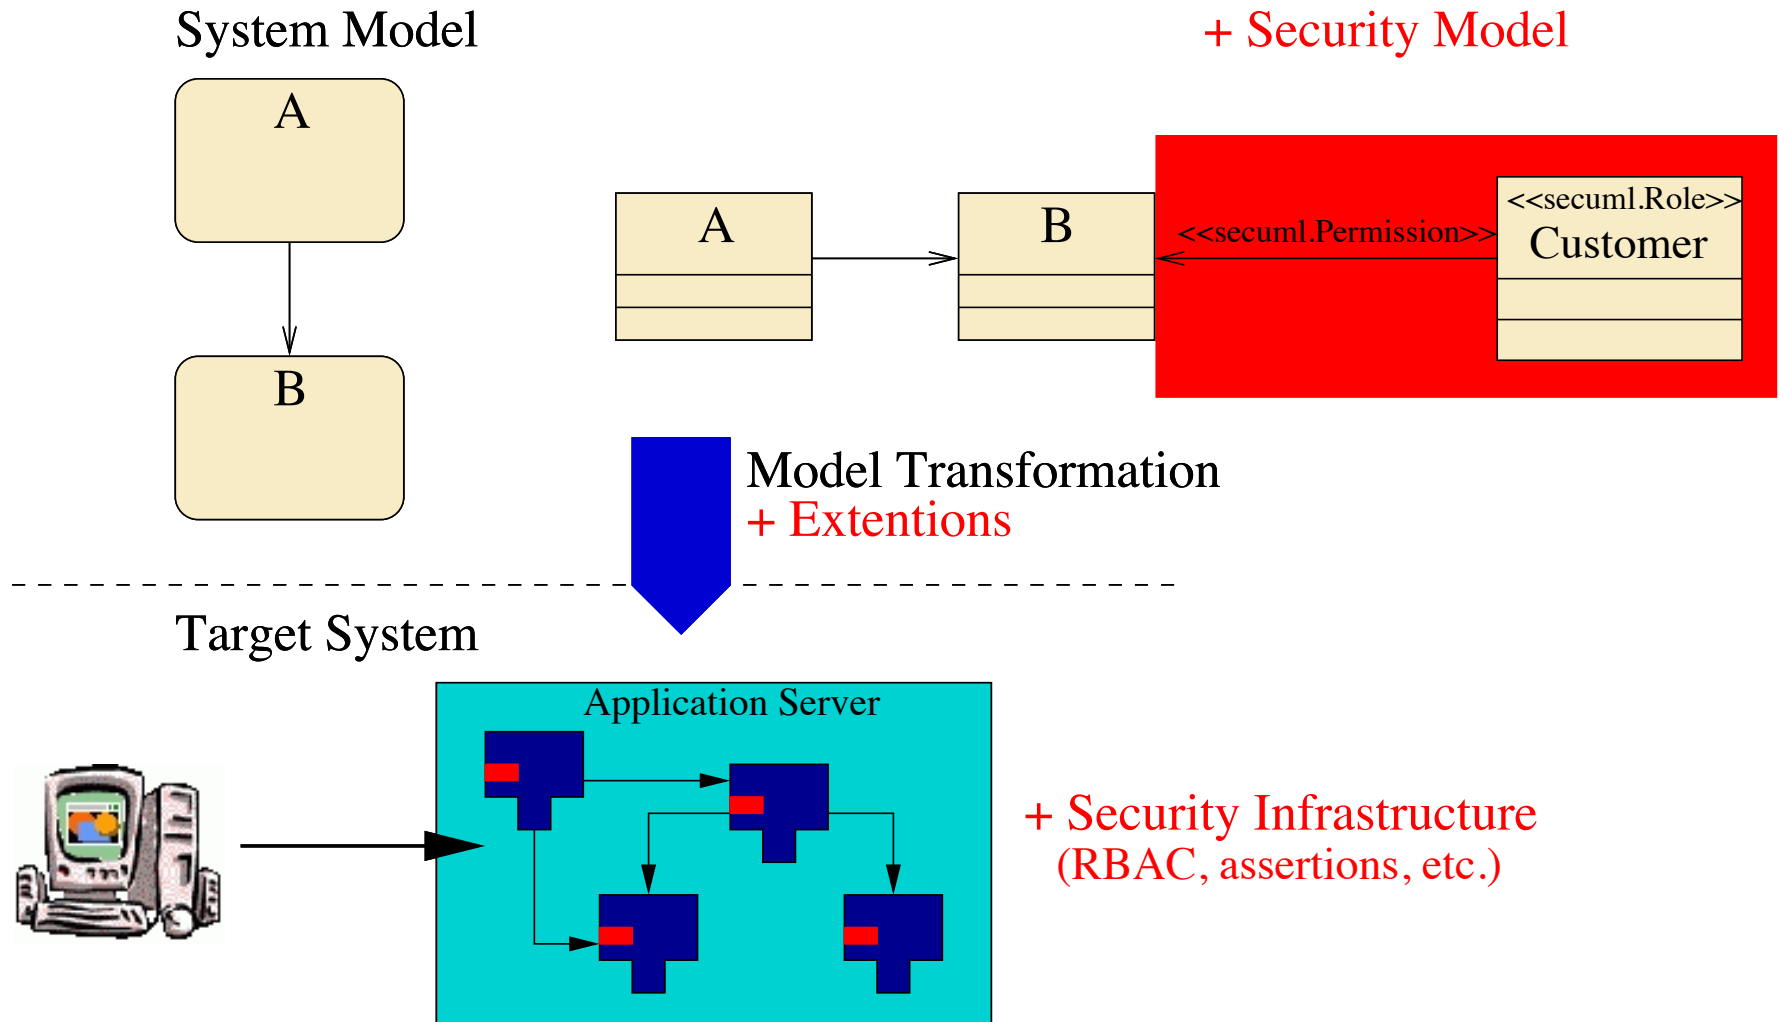 System Model
+ Security Model
A
<<secuml.Role>>
A
B
<<secuml.Permission>>
Customer
B
Model Transformation
+ Extentions
Target System
Application Server
+ Security Infrastructure
(RBAC, assertions, etc.)